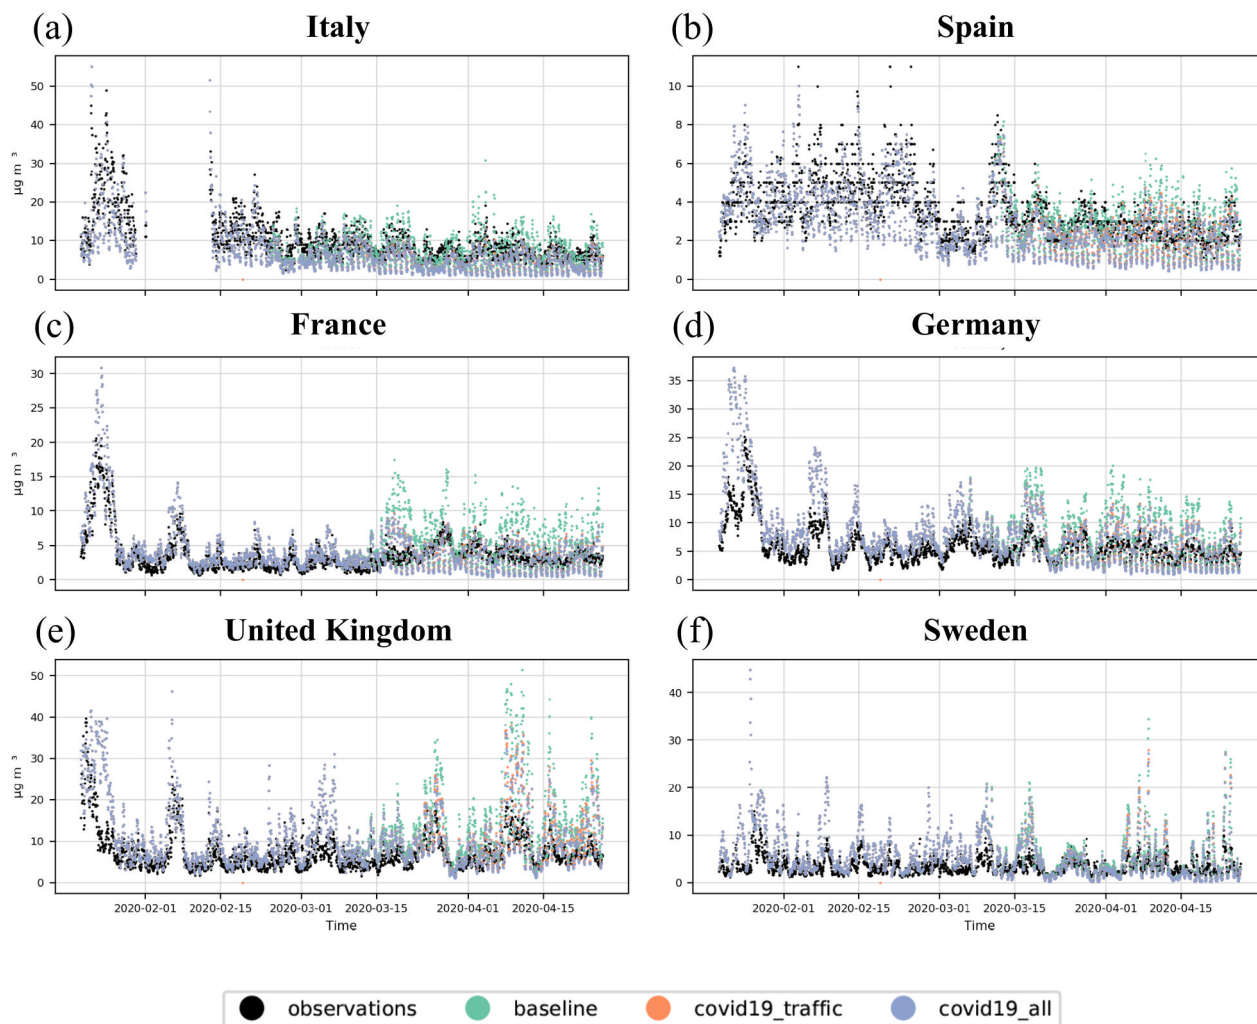 (a) Italy
(b) Spain
50
40
30
20
10
0
µg m ³
10
8
6
4
2
0
(c) France
(d) Germany
30
25
20
15
10
5
0
µg m ³
35
30
25
20
15
10
5
0
(e) United Kingdom
(f) Sweden
50
40
30
20
10
0
µg m ³
40
30
20
10
0
2020-02-01 2020-02-15 2020-03-01 2020-03-15 2020-04-01 2020-04-15
Time
2020-02-01 2020-02-15 2020-03-01 2020-03-15 2020-04-01 2020-04-15
Time
observations baseline covid19_traffic covid19_all